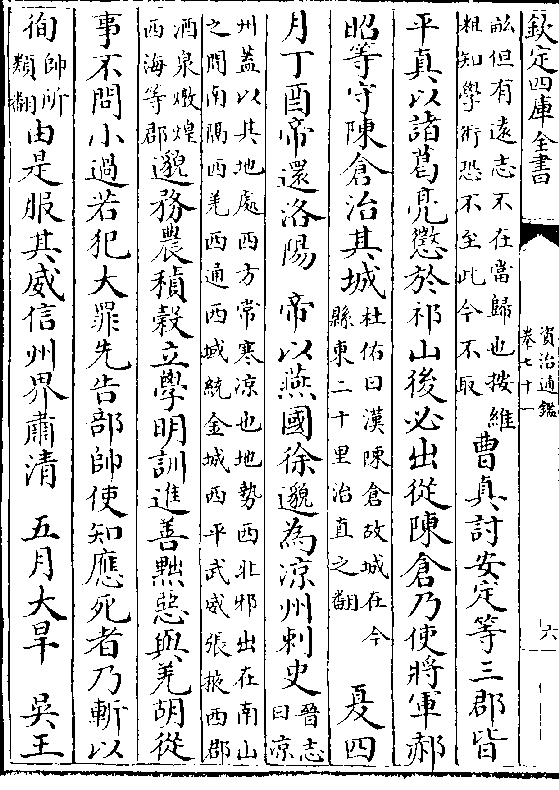 欽定四庫全書
資治通鑑
卷七十一
六
訟但有遠志不在當歸也按維
粗知學術恐不至此今不取
曹真討安定等三郡皆
平真以諸葛亮懲於祁山後必出從陳倉乃使將軍郝
昭等守陳倉治其城
杜佑曰漢陳倉故城在今
縣東二十里治直之翻
夏四
月丁酉帝還洛陽 帝以燕國徐邈為涼州刺史
晉志
曰涼
州蓋以其地處西方常寒涼也地勢西北邪出在南山
之間南隔西羌西通西域統金城西平武威張掖西郡
酒泉燉煌
西海等郡
邈務農積穀立學明訓進善黜惡與羌胡從
事不問小過若犯大罪先告部帥使知應死者乃斬以
徇
帥所
類翻
由是服其威信州界肅清 五月大旱 吳王